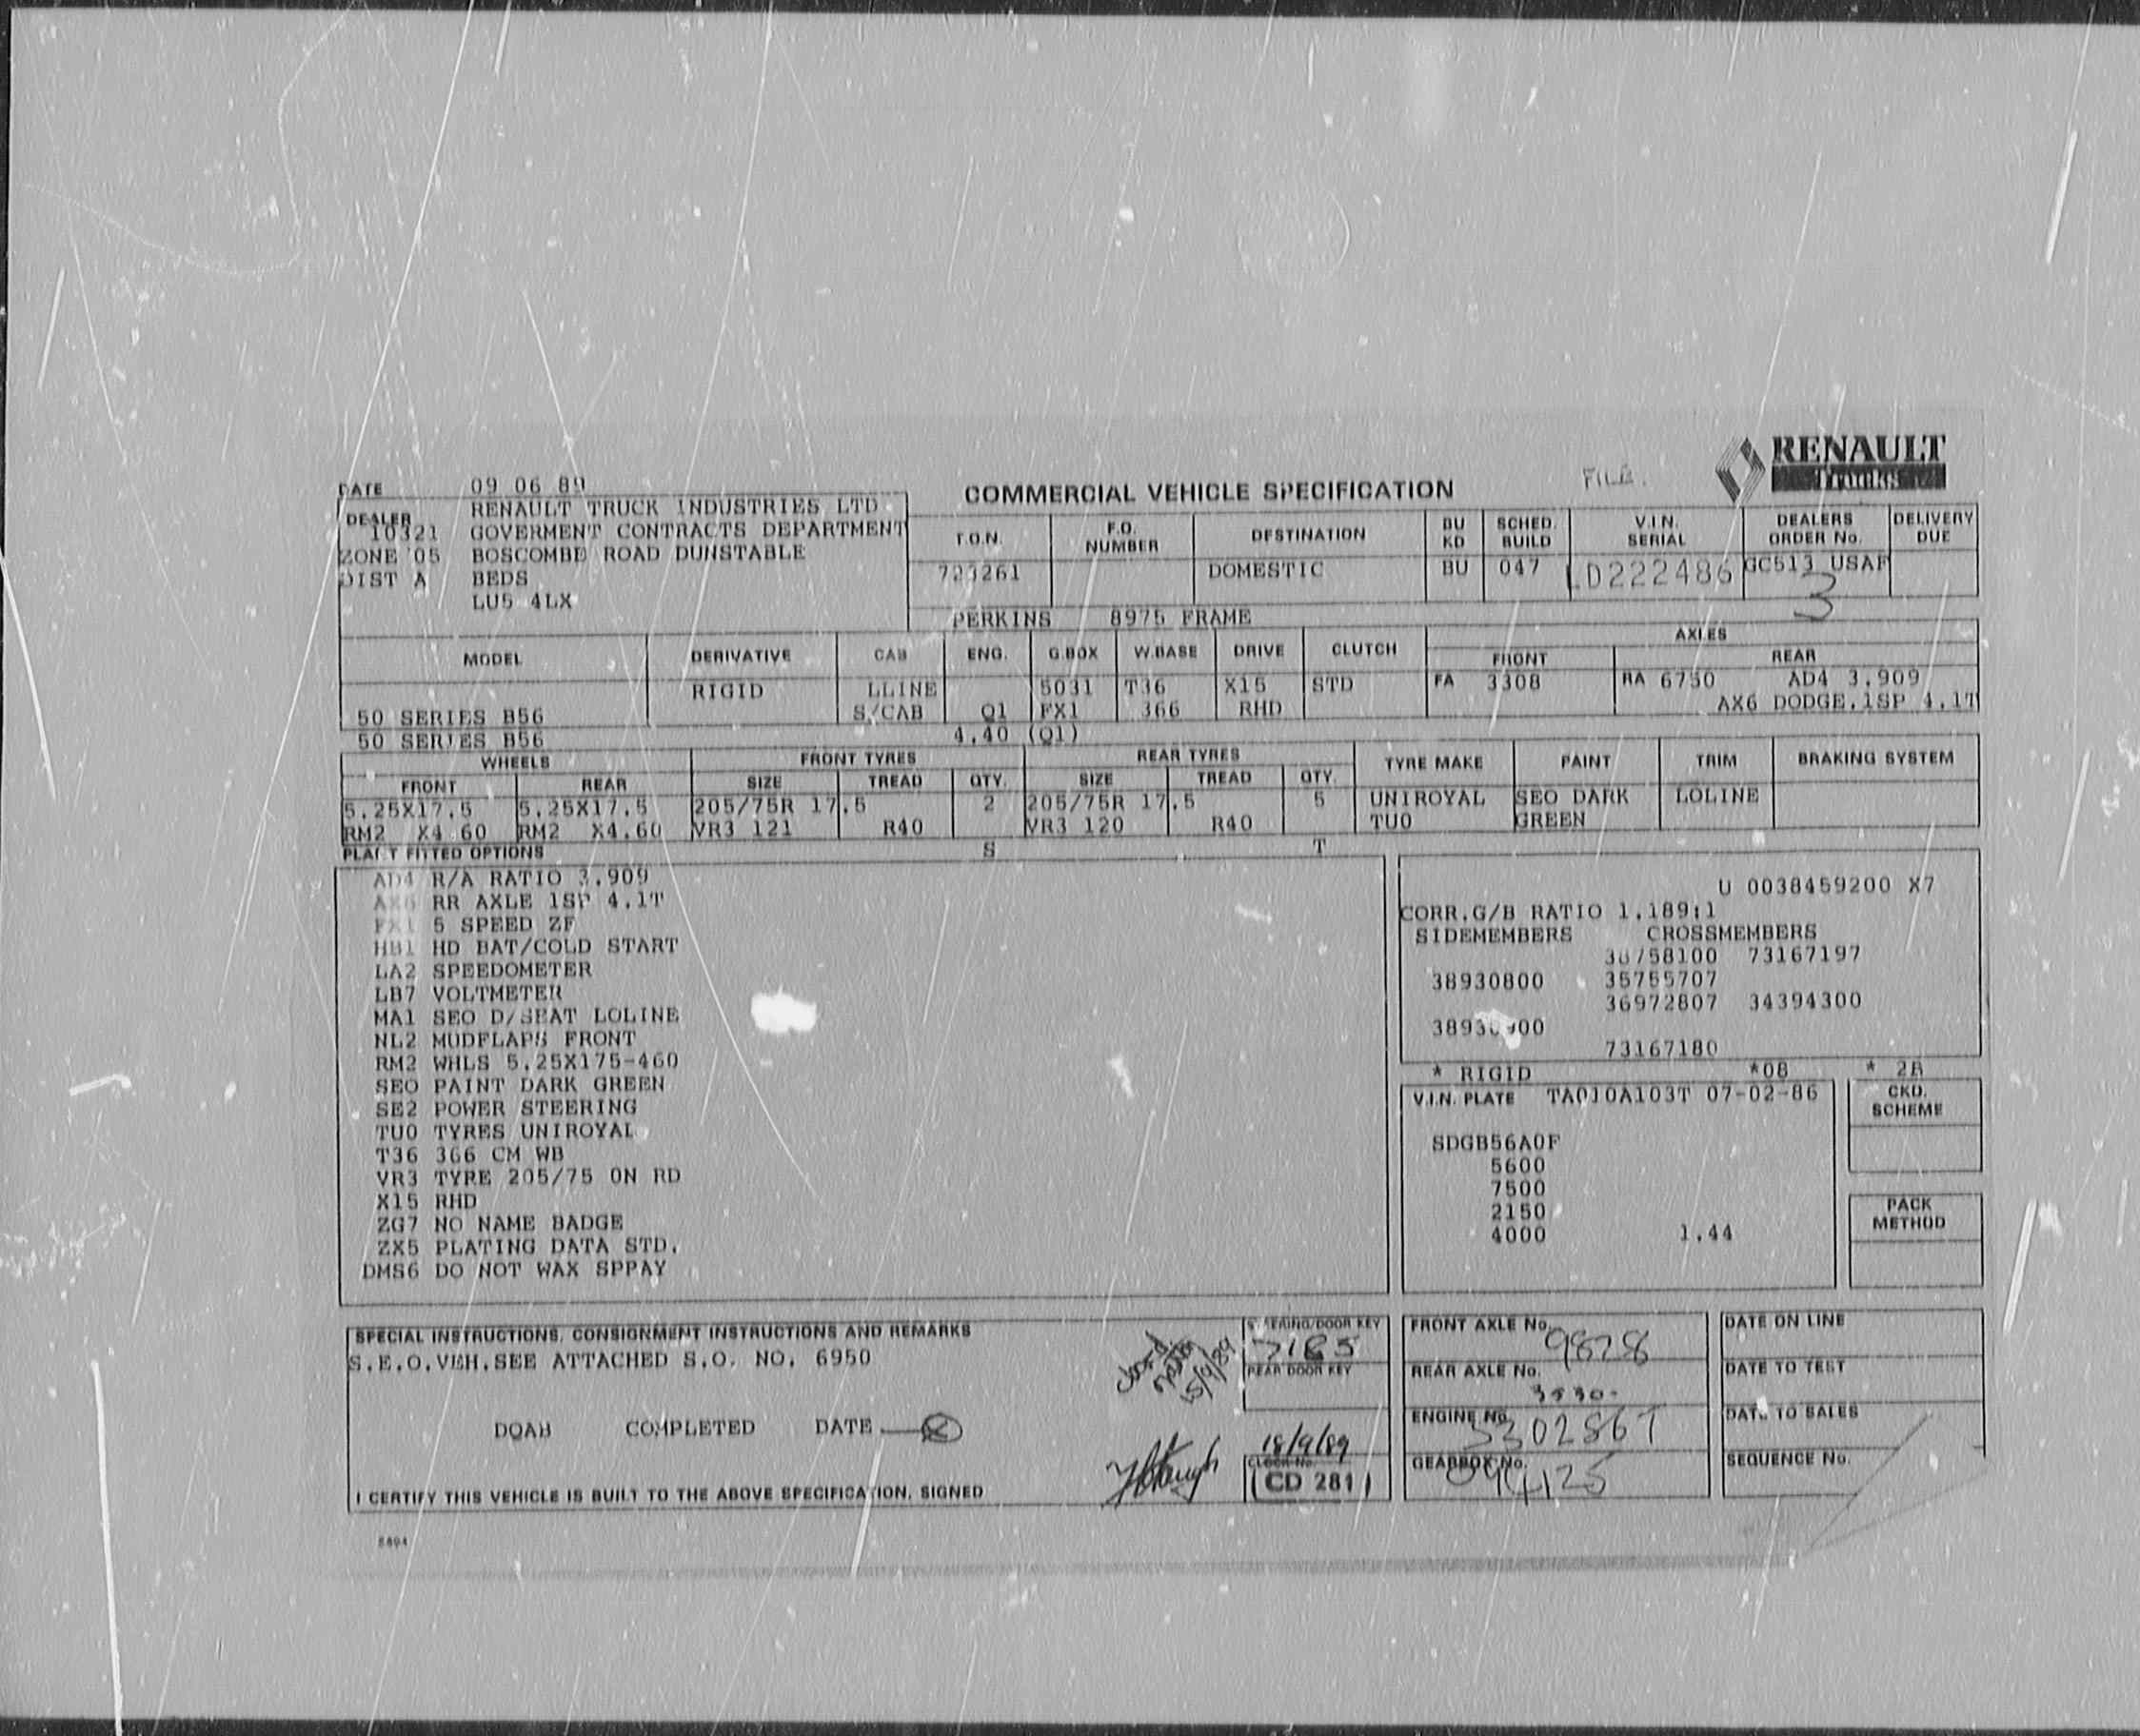 RENAULT
Trucks
FILE.
DATE 09 06 89
COMMERCIAL VEHICLE SPECIFICATION
DEALER RENAULT TRUCK INDUSTRIES LTD
10321 GOVERMENT CONTRACTS DEPARTMENT
ZONE 05 BOSCOMBE ROAD DUNSTABLE
DIST A BEDS
LU5 4LX
T.O.N. F.O. NUMBER DESTINATION BU KD SCHED. BUILD V.I.N. SERIAL DEALERS ORDER No. DELIVERY DUE
723261 DOMESTIC BU 047 D222486 GC513 USAF
3
PERKINS 8975 FRAME
MODEL DERIVATIVE CAB ENG. G.BOX W.BASE DRIVE CLUTCH AXLES
FRONT REAR
RIGID LLINE 5031 T36 X15 STD FA 3308 RA 6750 AD4 3.909
50 SERIES B56 S/CAB Q1 FX1 366 RHD AX6 DODGE.1SP 4.1T
50 SERIES B56 4.40 (Q1)
WHEELS FRONT TYRES REAR TYRES TYRE MAKE PAINT TRIM BRAKING SYSTEM
FRONT REAR SIZE TREAD QTY. SIZE TREAD QTY.
5.25X17.5 5.25X17.5 205/75R 17.5 2 205/75R 17.5 5 UNIROYAL SEO DARK LOLINE
RM2 X4.60 RM2 X4.60 VR3 121 R40 VR3 120 R40 TU0 GREEN
PLANT FITTED OPTIONS S T
AD4 R/A RATIO 3.909
AX6 RR AXLE 1SP 4.1T
FX1 5 SPEED ZF
HB1 HD BAT/COLD START
LA2 SPEEDOMETER
LB7 VOLTMETER
MA1 SEO D/SEAT LOLINE
NL2 MUDFLAPS FRONT
RM2 WHLS 5.25X175-460
SEO PAINT DARK GREEN
SE2 POWER STEERING
TU0 TYRES UNIROYAL
T36 366 CM WB
VR3 TYRE 205/75 ON RD
X15 RHD
ZG7 NO NAME BADGE
ZX5 PLATING DATA STD.
DMS6 DO NOT WAX SPPAY
U 0038459200 X7
CORR.G/B RATIO 1.189:1
SIDEMEMBERS CROSSMEMBERS
73167197
38930800 35755707
36972807 34394300
73167180
* RIGID *08 * 2B
V.I.N. PLATE TA010A103T 07-02-86
SDGB56A0F
5600
7500
2150
4000 1.44
CKD. SCHEME
PACK METHOD
SPECIAL INSTRUCTIONS, CONSIGNMENT INSTRUCTIONS AND REMARKS
S.E.O.VEH.SEE ATTACHED S.O. NO. 6950
DOAB COMPLETED DATE
15/9/89
I CERTIFY THIS VEHICLE IS BUILT TO THE ABOVE SPECIFICATION. SIGNED
STEERING/DOOR KEY
7185
REAR DOOR KEY
18/9/89
CLOCK No.
CD 281
FRONT AXLE No. 9828
REAR AXLE No. 3530
ENGINE No.
GEARBOX No.
DATE ON LINE
DATE TO TEST
DATE TO SALES
SEQUENCE No.